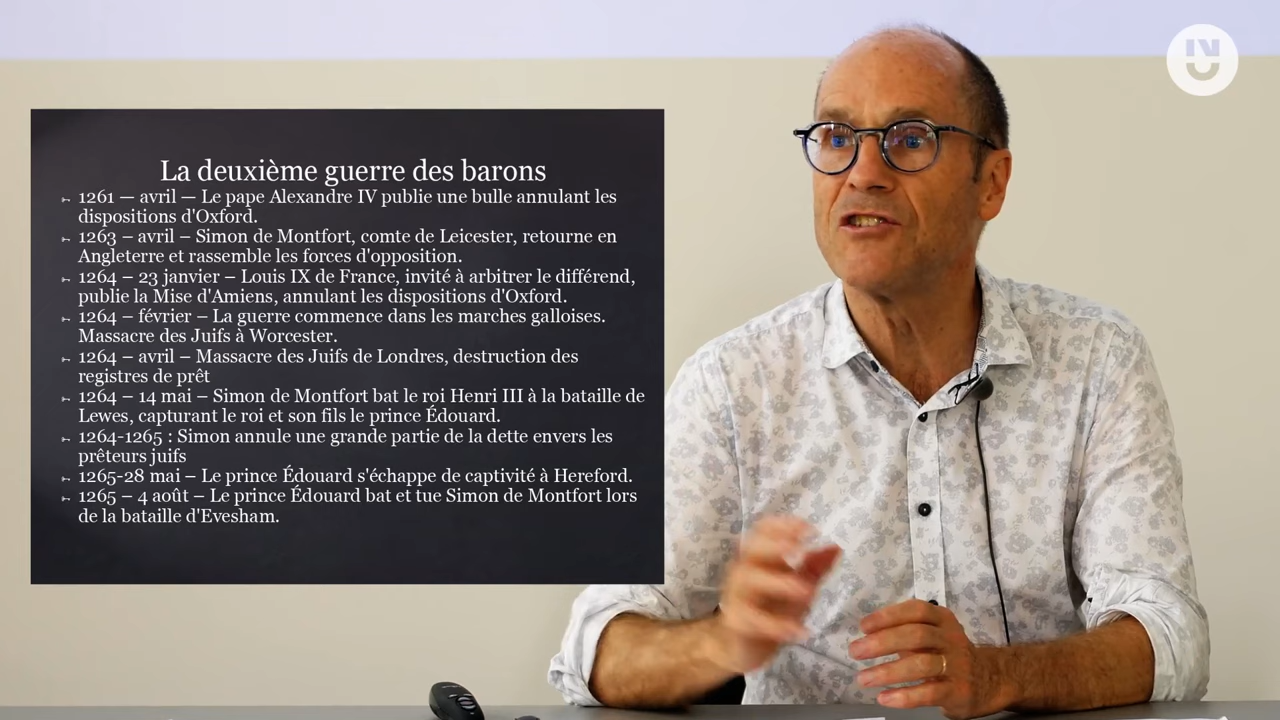 La deuxième guerre des barons
1261 — avril — Le pape Alexandre IV publie une bulle annulant les
dispositions d'Oxford.
1263 – avril – Simon de Montfort, comte de Leicester, retourne en
Angleterre et rassemble les forces d'opposition.
1264 – 23 janvier – Louis IX de France, invité à arbitrer le différend,
publie la Mise d'Amiens, annulant les dispositions d'Oxford.
1264 – février – La guerre commence dans les marches galloises.
Massacre des Juifs à Worcester.
1264 – avril – Massacre des Juifs de Londres, destruction des
registres de prêt
1264 – 14 mai – Simon de Montfort bat le roi Henri III à la bataille de
Lewes, capturant le roi et son fils le prince Édouard.
1264-1265 : Simon annule une grande partie de la dette envers les
prêteurs juifs
1265-28 mai – Le prince Édouard s'échappe de captivité à Hereford.
1265 – 4 août – Le prince Édouard bat et tue Simon de Montfort lors
de la bataille d'Evesham.